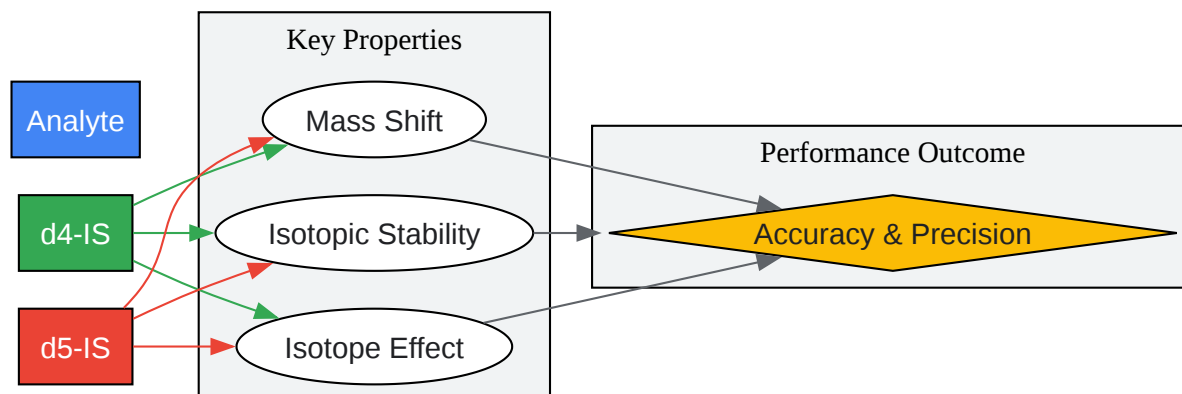 Analyte
d4-IS
d5-IS
Key Properties
Mass Shift
Isotopic Stability
Isotope Effect
Performance Outcome
Accuracy & Precision